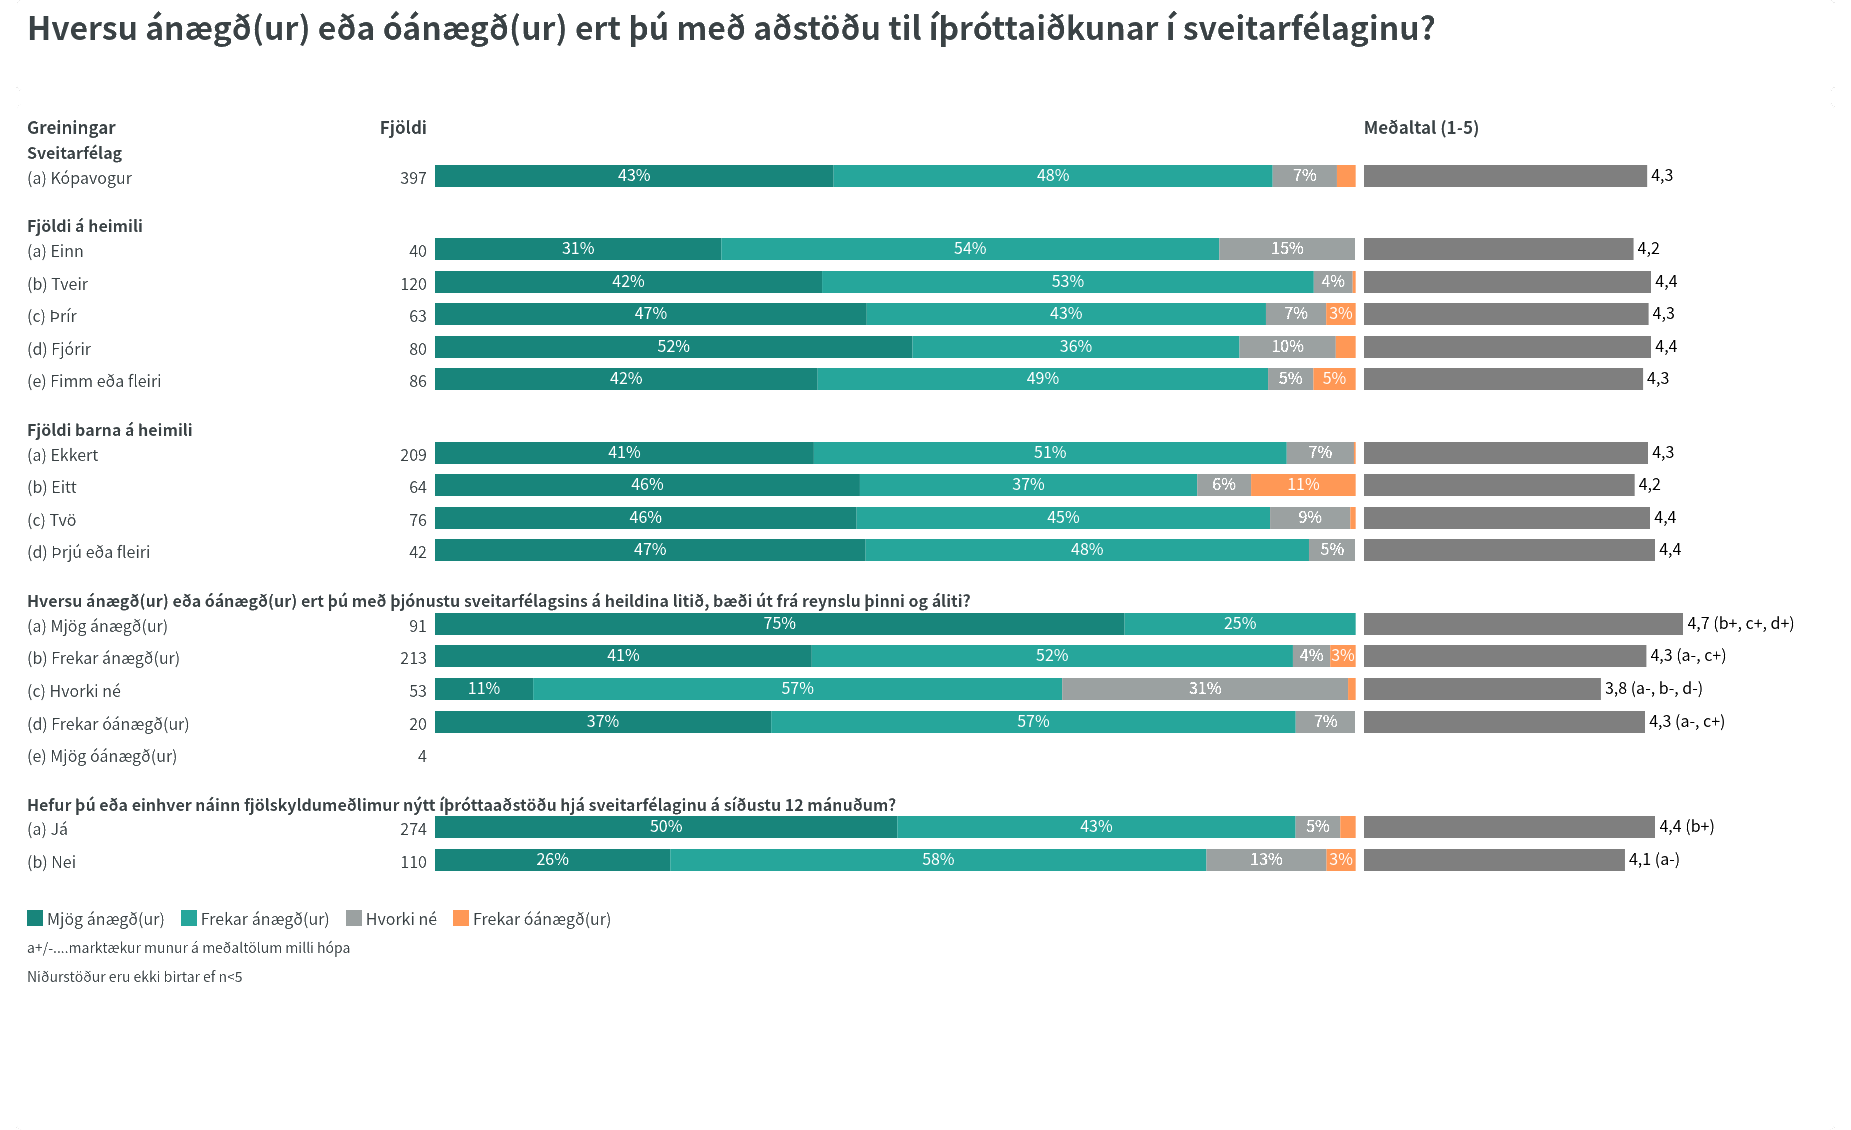 Hversu ánægð(ur) eða óánægð(ur) ert þú með aðstöðu til íþróttaiðkunar í sveitarfélaginu?
Greiningar Fjöldi Meðaltal (1-5)
Sveitarfélag
(a) Kópavogur 397 43% 48% 7% 4,3
Fjöldi á heimili
(a) Einn 40 31% 54% 15% 4,2
(b) Tveir 120 42% 53% 4% 4,4
(c) Þrír 63 47% 43% 7% 3% 4,3
(d) Fjórir 80 52% 36% 10% 4,4
(e) Fimm eða fleiri 86 42% 49% 5% 5% 4,3
Fjöldi barna á heimili
(a) Ekkert 209 41% 51% 7% 4,3
(b) Eitt 64 46% 37% 6% 11% 4,2
(c) Tvö 76 46% 45% 9% 4,4
(d) Þrjú eða fleiri 42 47% 48% 5% 4,4
Hversu ánægð(ur) eða óánægð(ur) ert þú með þjónustu sveitarfélagsins á heildina litið, bæði út frá reynslu þinni og áliti?
(a) Mjög ánægð(ur) 91 75% 25% 4,7 (b+, c+, d+)
(b) Frekar ánægð(ur) 213 41% 52% 4% 3% 4,3 (a-, c+)
(c) Hvorki né 53 11% 57% 31% 3,8 (a-, b-, d-)
(d) Frekar óánægð(ur) 20 37% 57% 7% 4,3 (a-, c+)
(e) Mjög óánægð(ur) 4
Hefur þú eða einhver náinn fjölskyldumeðlimur nýtt íþróttaaðstöðu hjá sveitarfélaginu á síðustu 12 mánuðum?
(a) Já 274 50% 43% 5% 4,4 (b+)
(b) Nei 110 26% 58% 13% 3% 4,1 (a-)
Mjög ánægð(ur) Frekar ánægð(ur) Hvorki né Frekar óánægð(ur)
a+/-....marktækur munur á meðaltölum milli hópa
Niðurstöður eru ekki birtar ef n<5